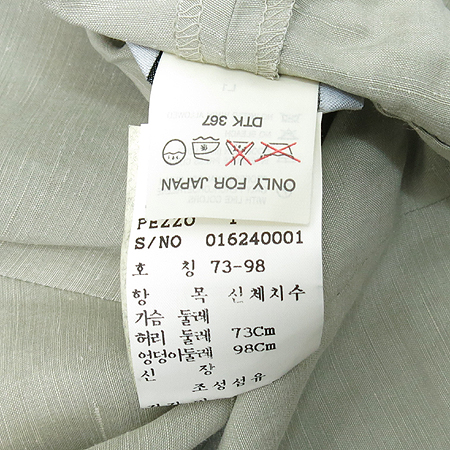 DTK 367
ONLY FOR JAPAN
PEZZO 1
S/NO 016240001
호 칭 73-98
항 목 신체치수
가슴 둘레
허리 둘레 73Cm
엉덩아둘레 98Cm
신 장
조성섬유